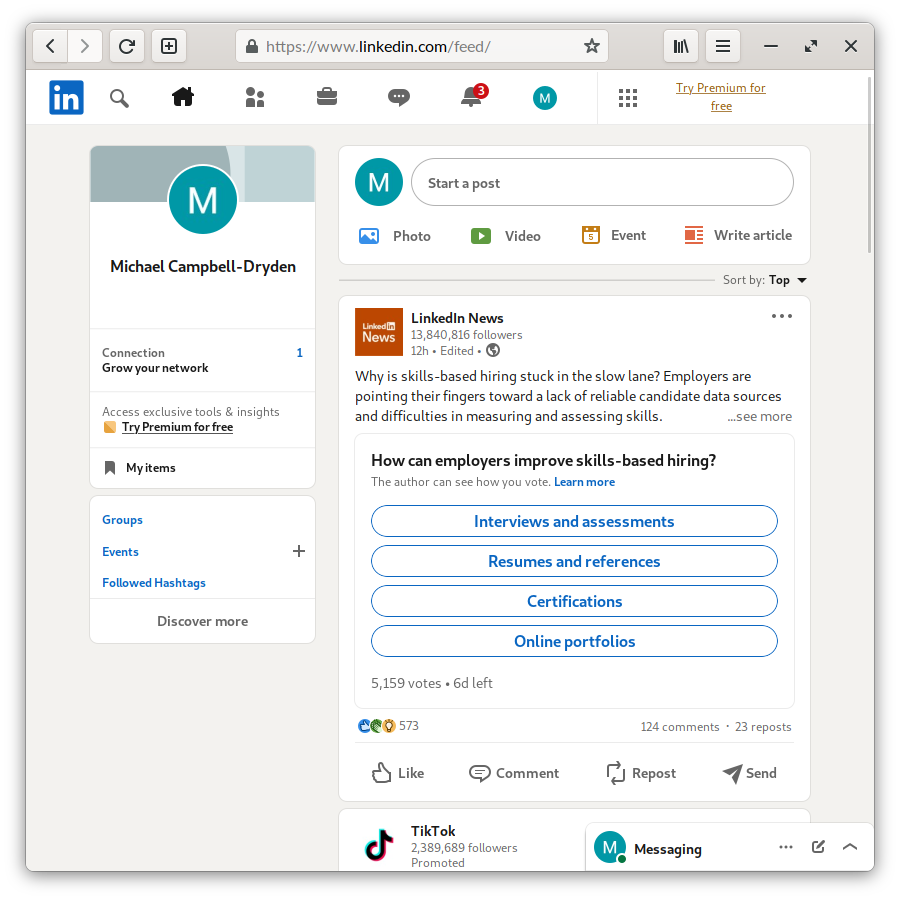 https://www.linkedin.com/feed/
in
3
M
Try Premium for
free
M
Michael Campbell-Dryden
Connection 1
Grow your network
Access exclusive tools & insights
Try Premium for free
My items
Groups
Events
Followed Hashtags
Discover more
M
Start a post
Photo
Video
5
Event
Write article
Sort by: Top
Linked in
News
LinkedIn News
13,840,816 followers
12h • Edited •
Why is skills-based hiring stuck in the slow lane? Employers are
pointing their fingers toward a lack of reliable candidate data sources
and difficulties in measuring and assessing skills. ...see more
How can employers improve skills-based hiring?
The author can see how you vote. Learn more
Interviews and assessments
Resumes and references
Certifications
Online portfolios
5,159 votes • 6d left
573
124 comments · 23 reposts
Like
Comment
Repost
Send
TikTok
2,389,689 followers
Promoted
M
Messaging